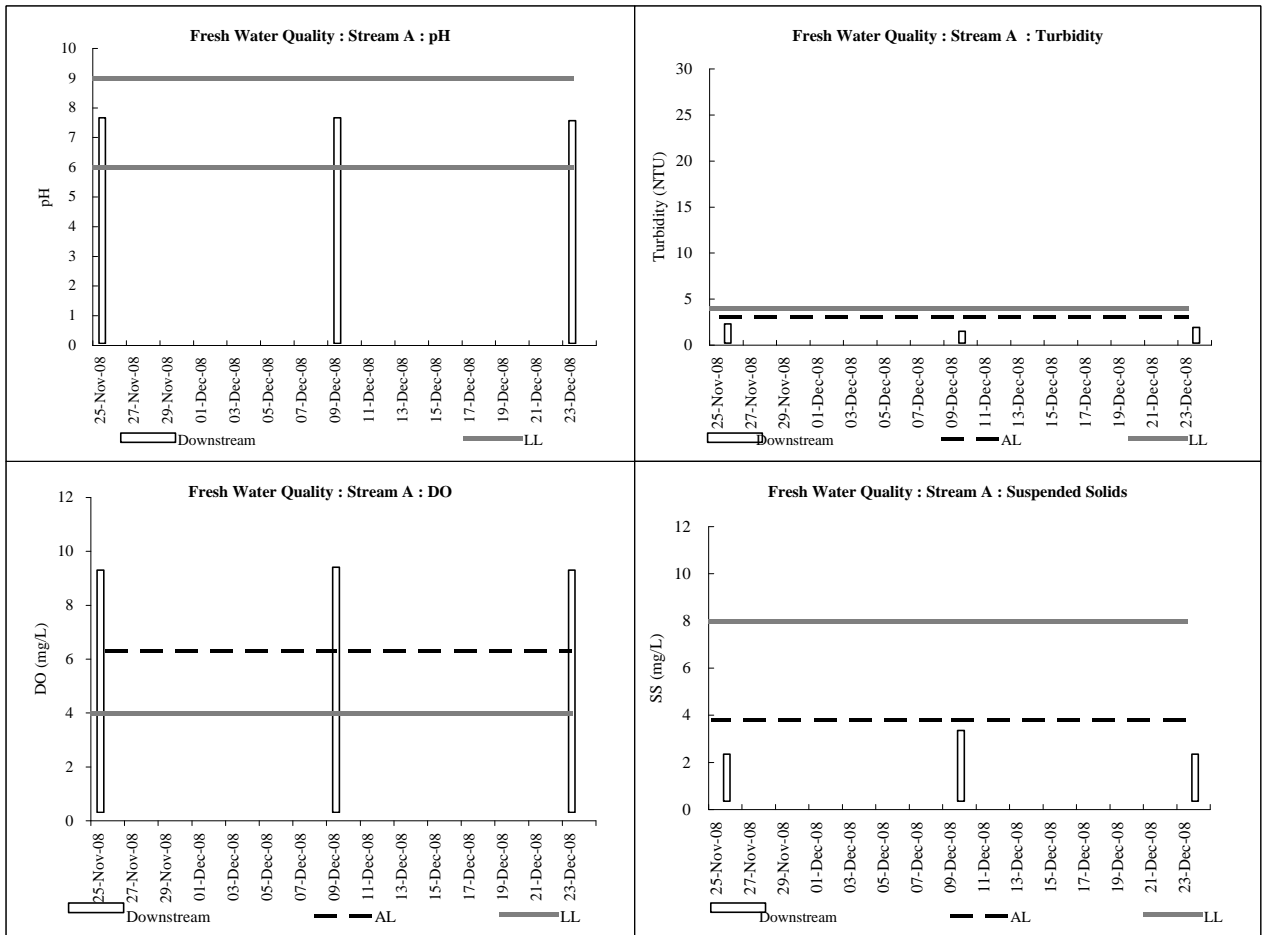 Fresh Water Quality : Stream A : pH
10
9
8
7
6
5
4
3
2
1
0
pH
25-Nov-08
27-Nov-08
29-Nov-08
01-Dec-08
03-Dec-08
05-Dec-08
07-Dec-08
09-Dec-08
11-Dec-08
13-Dec-08
15-Dec-08
17-Dec-08
19-Dec-08
21-Dec-08
23-Dec-08
Downstream LL
Fresh Water Quality : Stream A : Turbidity
30
25
20
15
10
5
0
Turbidity (NTU)
25-Nov-08
27-Nov-08
29-Nov-08
01-Dec-08
03-Dec-08
05-Dec-08
07-Dec-08
09-Dec-08
11-Dec-08
13-Dec-08
15-Dec-08
17-Dec-08
19-Dec-08
21-Dec-08
23-Dec-08
Downstream AL LL
Fresh Water Quality : Stream A : DO
12
10
8
6
4
2
0
DO (mg/L)
25-Nov-08
27-Nov-08
29-Nov-08
01-Dec-08
03-Dec-08
05-Dec-08
07-Dec-08
09-Dec-08
11-Dec-08
13-Dec-08
15-Dec-08
17-Dec-08
19-Dec-08
21-Dec-08
23-Dec-08
Downstream AL LL
Fresh Water Quality : Stream A : Suspended Solids
12
10
8
6
4
2
0
SS (mg/L)
25-Nov-08
27-Nov-08
29-Nov-08
01-Dec-08
03-Dec-08
05-Dec-08
07-Dec-08
09-Dec-08
11-Dec-08
13-Dec-08
15-Dec-08
17-Dec-08
19-Dec-08
21-Dec-08
23-Dec-08
Downstream AL LL